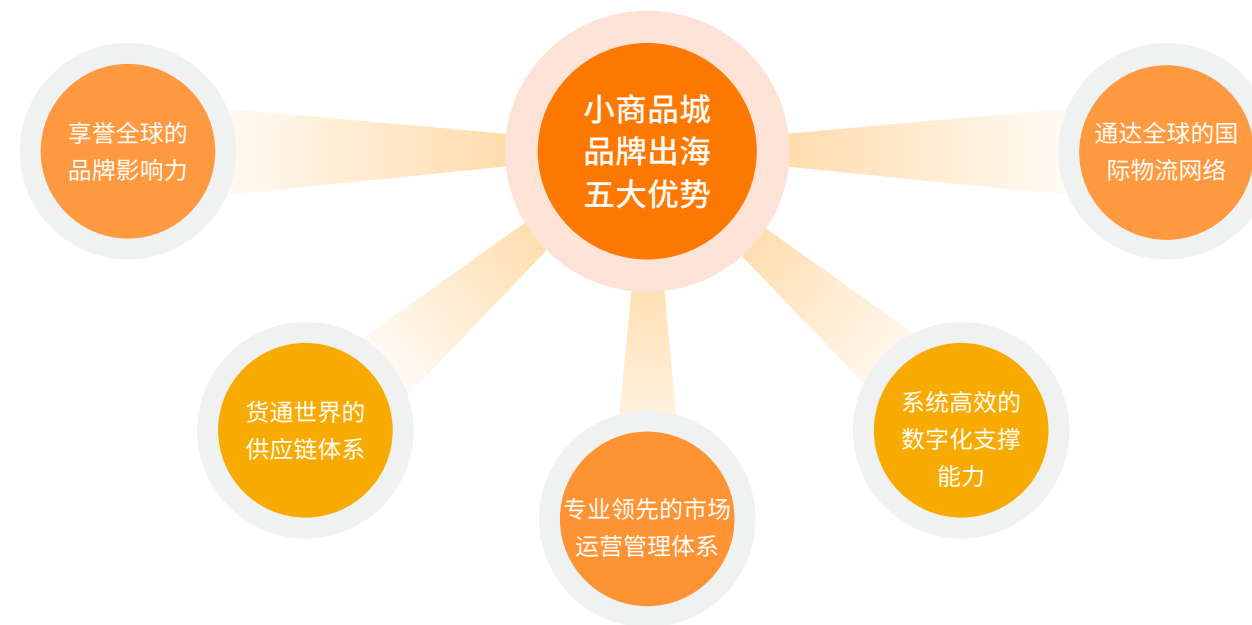 小商品城
品牌出海
五大优势
享誉全球的
品牌影响力
货通世界的
供应链体系
专业领先的市场
运营管理体系
系统高效的
数字化支撑
能力
通达全球的国
际物流网络